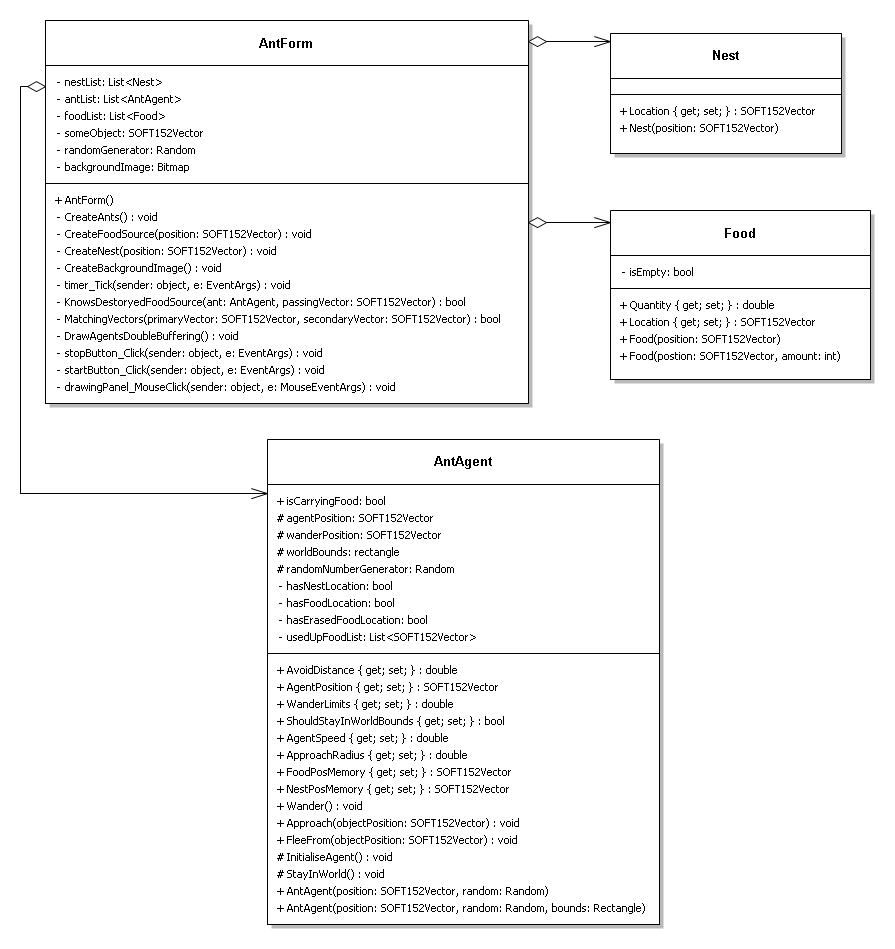 AntForm
- nestList: List<Nest>
- antList: List<AntAgent>
- foodList: List<Food>
- someObject: SOFT152Vector
- randomGenerator: Random
- backgroundImage: Bitmap
+ AntForm()
- CreateAnts() : void
- CreateFoodSource(position: SOFT152Vector) : void
- CreateNest(position: SOFT152Vector) : void
- CreateBackgroundImage() : void
- timer_Tick(sender: object, e: EventArgs) : void
- KnowsDestoryedFoodSource(ant: AntAgent, passingVector: SOFT152Vector) : bool
- MatchingVectors(primaryVector: SOFT152Vector, secondaryVector: SOFT152Vector) : bool
- DrawAgentsDoubleBuffering() : void
- stopButton_Click(sender: object, e: EventArgs) : void
- startButton_Click(sender: object, e: EventArgs) : void
- drawingPanel_MouseClick(sender: object, e: MouseEventArgs) : void
Nest
+ Location { get; set; } : SOFT152Vector
+ Nest(position: SOFT152Vector)
Food
- isEmpty: bool
+ Quantity { get; set; } : double
+ Location { get; set; } : SOFT152Vector
+ Food(position: SOFT152Vector)
+ Food(postion: SOFT152Vector, amount: int)
AntAgent
+ isCarryingFood: bool
# agentPosition: SOFT152Vector
# wanderPosition: SOFT152Vector
# worldBounds: rectangle
# randomNumberGenerator: Random
- hasNestLocation: bool
- hasFoodLocation: bool
- hasErasedFoodLocation: bool
- usedUpFoodList: List<SOFT152Vector>
+ AvoidDistance { get; set; } : double
+ AgentPosition { get; set; } : SOFT152Vector
+ WanderLimits { get; set; } : double
+ ShouldStayInWorldBounds { get; set; } : bool
+ AgentSpeed { get; set; } : double
+ ApproachRadius { get; set; } : double
+ FoodPosMemory { get; set; } : SOFT152Vector
+ NestPosMemory { get; set; } : SOFT152Vector
+ Wander() : void
+ Approach(objectPosition: SOFT152Vector) : void
+ FleeFrom(objectPosition: SOFT152Vector) : void
# InitialiseAgent() : void
# StayInWorld() : void
+ AntAgent(position: SOFT152Vector, random: Random)
+ AntAgent(position: SOFT152Vector, random: Random, bounds: Rectangle)